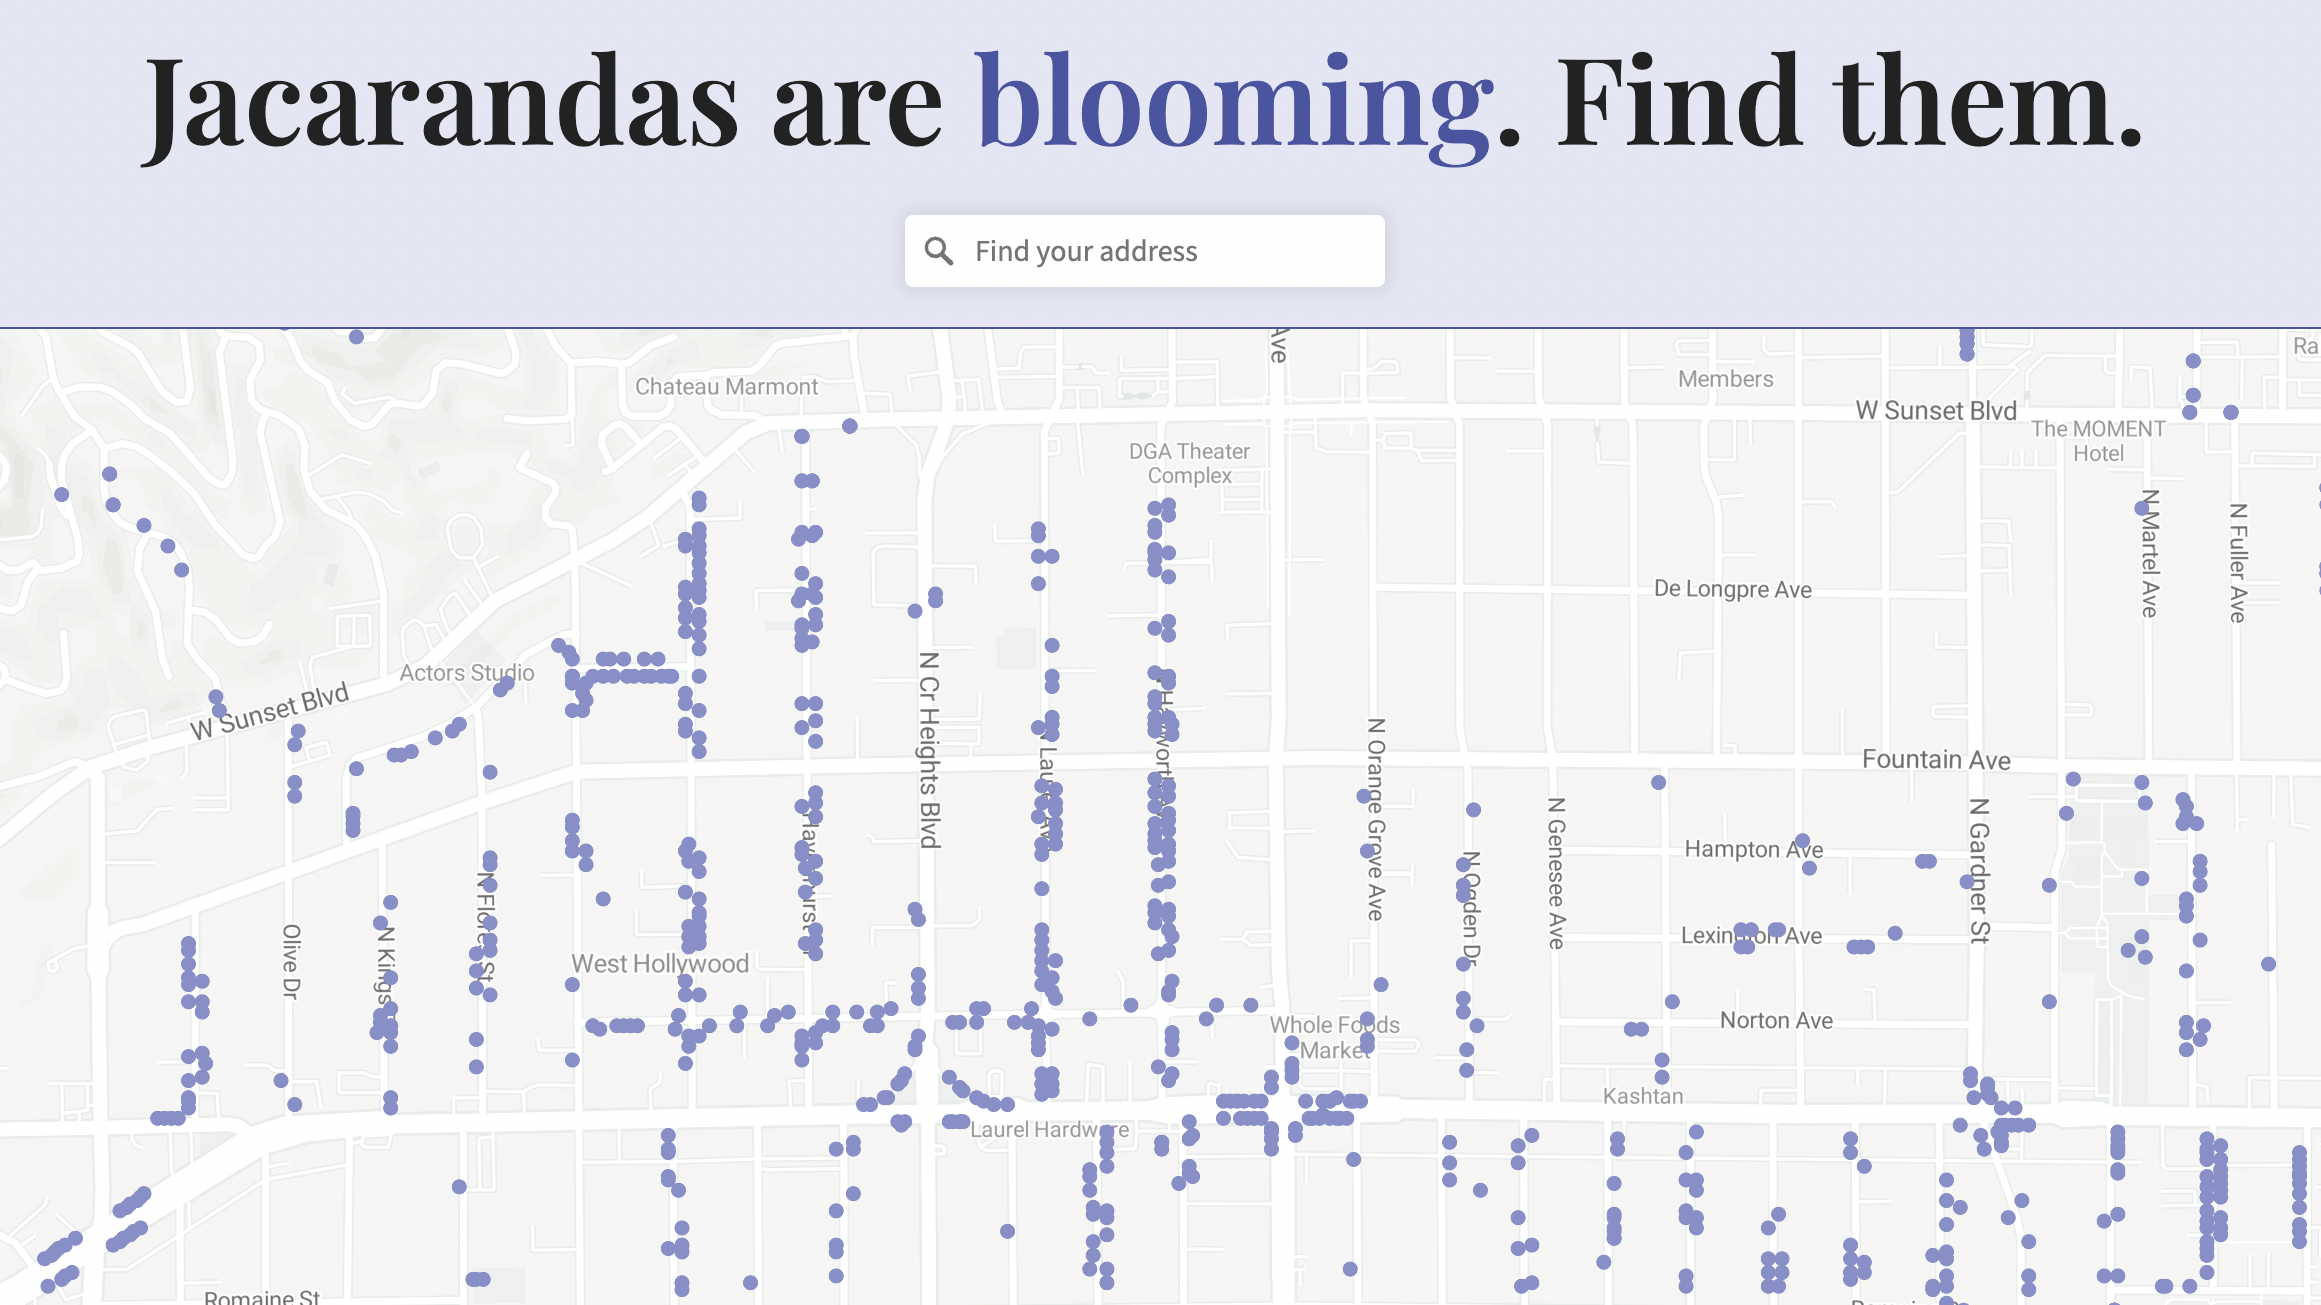 Jacarandas are blooming. Find them.
Find your address
Ave
Ra
Chateau Marmont
Members
W Sunset Blvd
The MOMENT
Hotel
DGA Theater
Complex
N Martel Ave
N Fuller Ave
De Longpre Ave
Actors Studio
W Sunset Blvd
N Cr Heights Blvd
N Orange Grove Ave
Fountain Ave
N Genesee Ave
N Gardner St
Hampton Ave
N Ogden Dr
Olive Dr
N Kings
Lexington Ave
West Hollywood
Norton Ave
Whole Foods
Market
Kashtan
Laurel Hardware
Romaine St